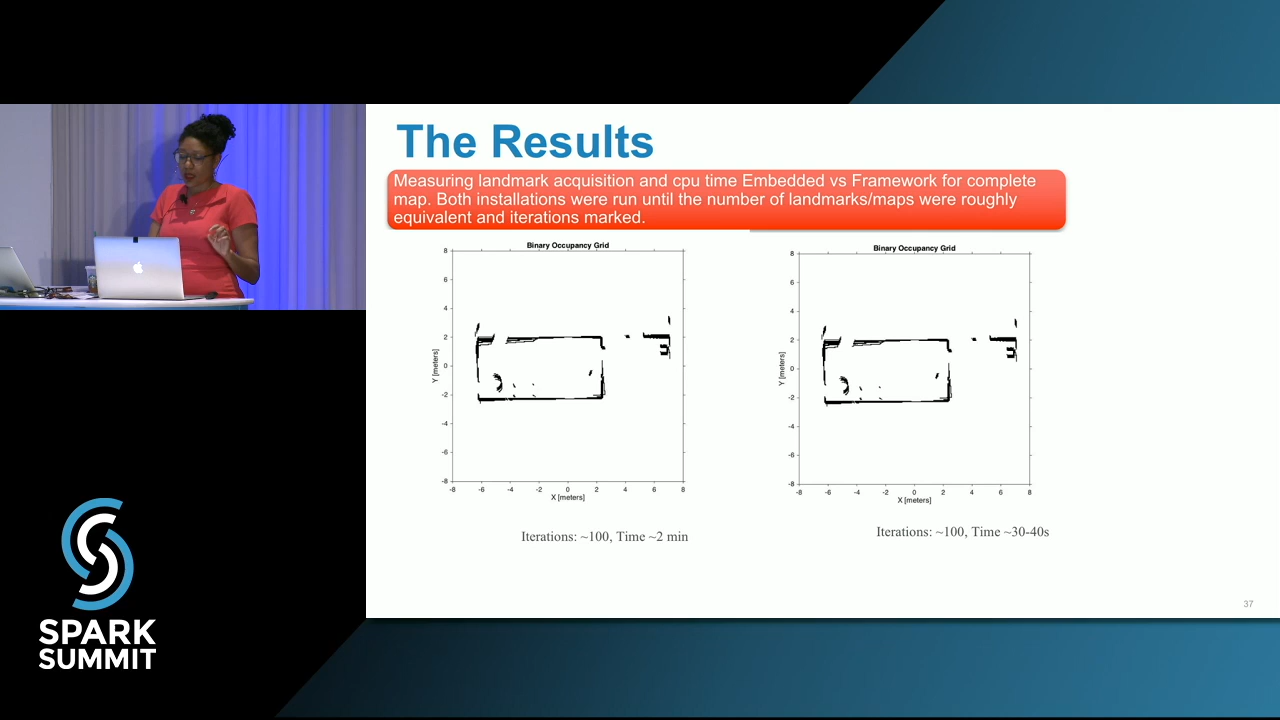 The Results
Measuring landmark acquisition and cpu time Embedded vs Framework for complete
map. Both installations were run until the number of landmarks/maps were roughly
equivalent and iterations marked.
Binary Occupancy Grid
8
6
4
2
0
-2
-4
-6
-8
Y [meters]
-8 -6 -4 -2 0 2 4 6 8
X [meters]
Iterations: ~100, Time ~2 min
Binary Occupancy Grid
8
6
4
2
0
-2
-4
-6
-8
Y [meters]
-8 -6 -4 -2 0 2 4 6 8
X [meters]
Iterations: ~100, Time ~30-40s
37
SPARK
SUMMIT